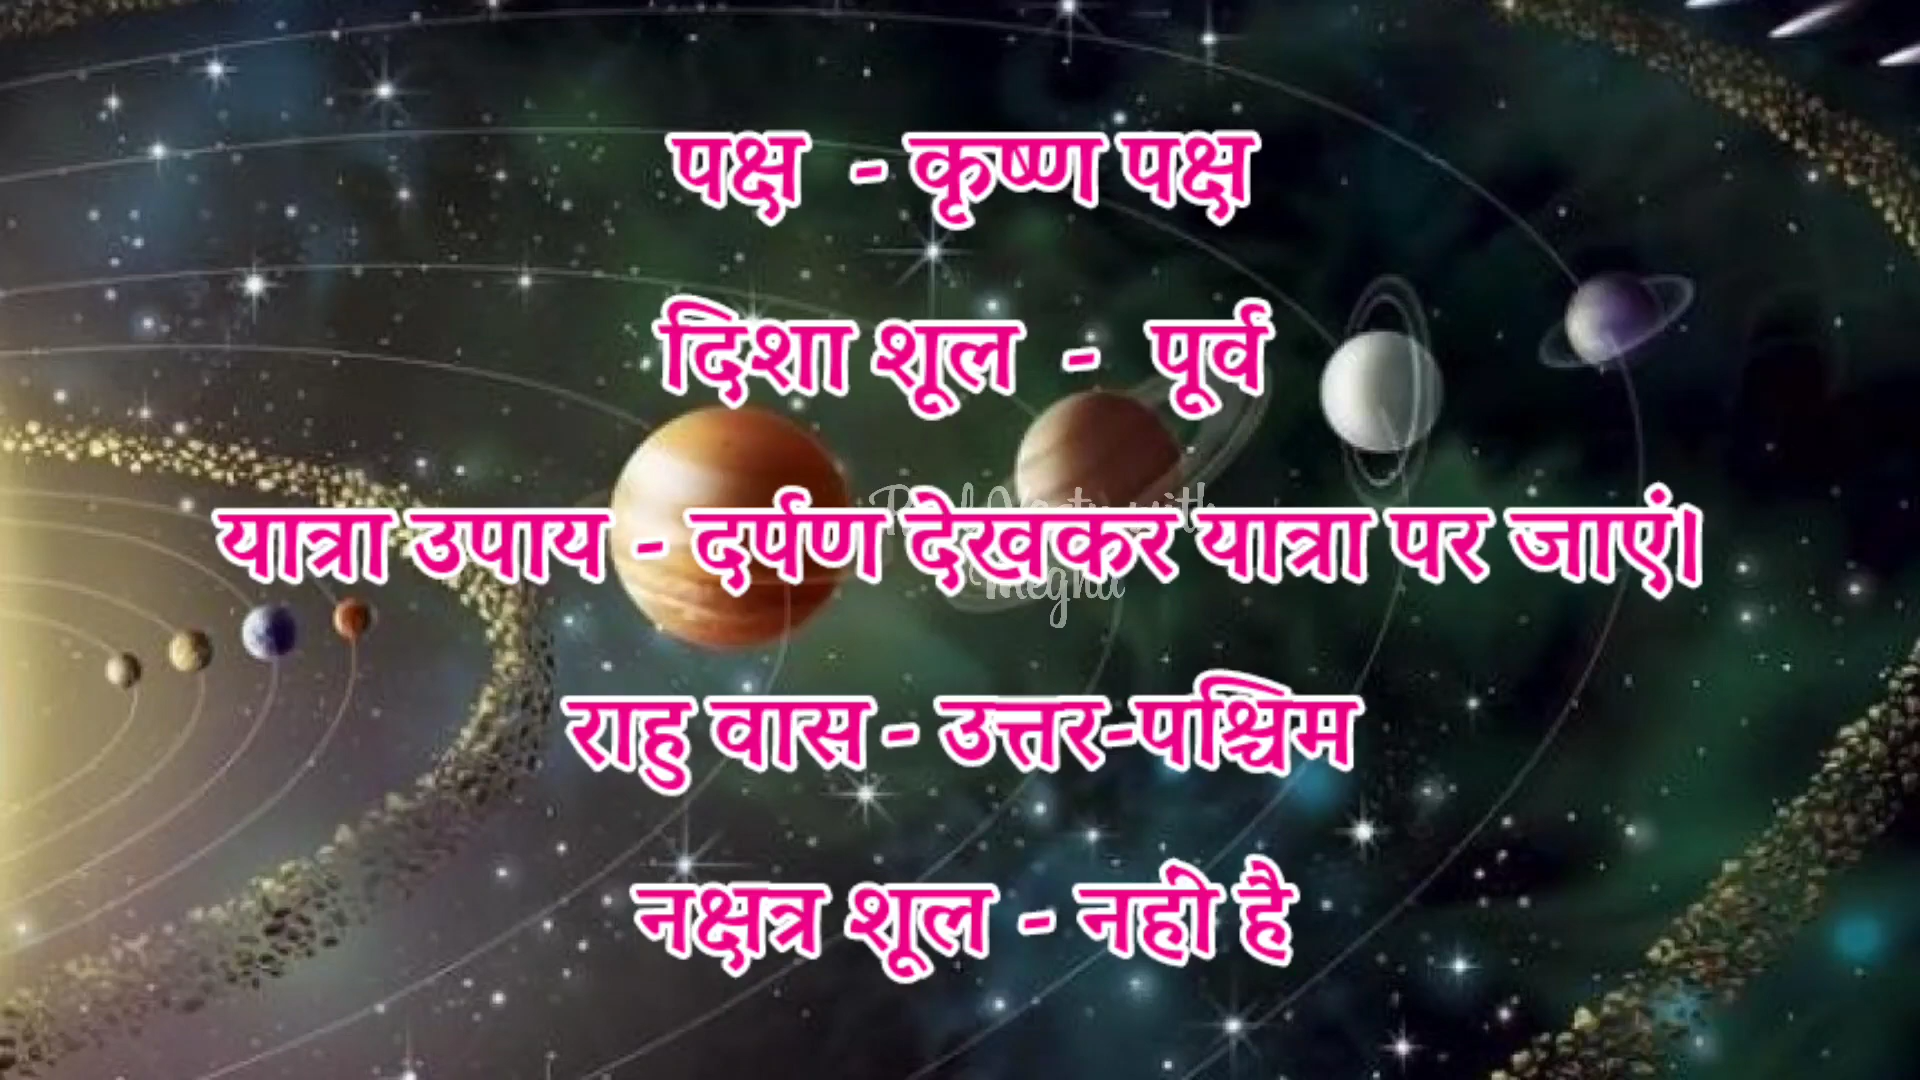 पक्ष - कृष्ण पक्ष
दिशा शूल - पूर्व
यात्रा उपाय - दर्पण देखकर यात्रा पर जाएं।
राहु वास - उत्तर-पश्चिम
नक्षत्र शूल - नही है